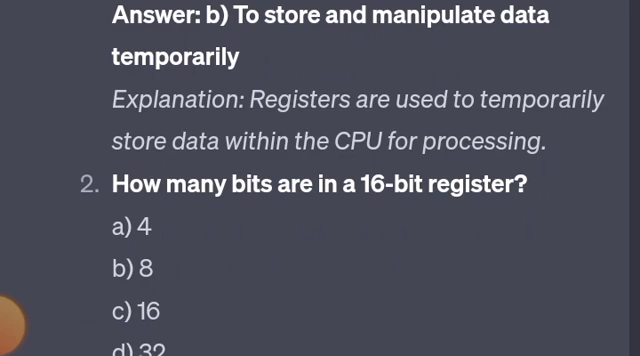 Answer: b) To store and manipulate data
temporarily
Explanation: Registers are used to temporarily
store data within the CPU for processing.
2. How many bits are in a 16-bit register?
a) 4
b) 8
c) 16
d) 32